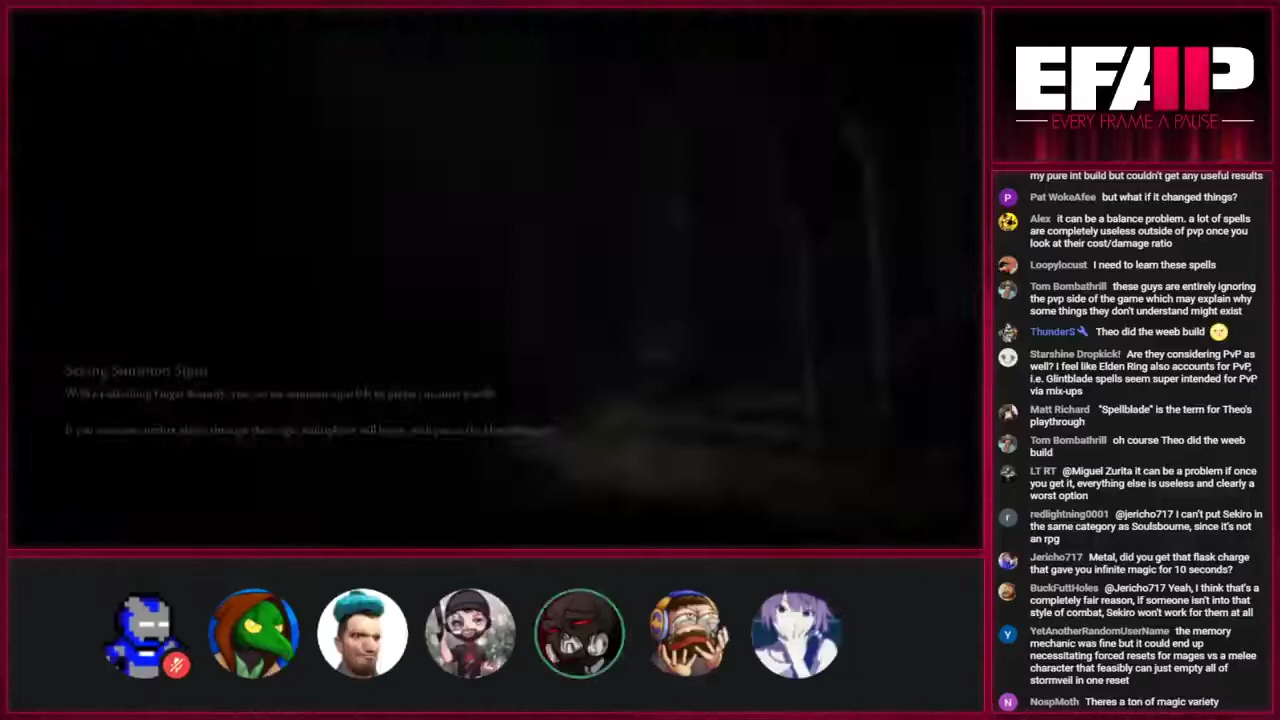 Seeing Summon Signs
EFAP
EVERY FRAME A PAUSE
my pure int build but couldn't get any useful results
P Pat WokeAfee but what if it changed things?
Alex it can be a balance problem. a lot of spells
are completely useless outside of pvp once you
look at their cost/damage ratio
Loopylocust I need to learn these spells
Tom Bombathrill these guys are entirely ignoring
the pvp side of the game which may explain why
some things they don't understand might exist
ThunderS Theo did the weeb build
Starshine Dropkick! Are they considering PvP as
well? I feel like Elden Ring also accounts for PvP,
i.e. Glintblade spells seem super intended for PvP
via mix-ups
Matt Richard "Spellblade" is the term for Theo's
playthrough
Tom Bombathrill oh course Theo did the weeb
build
LT RT @Miguel Zurita it can be a problem if once
you get it, everything else is useless and clearly a
worst option
r redlightning0001 @jericho717 I can't put Sekiro in
the same category as Soulsbourne, since it's not
an rpg
Jericho717 Metal, did you get that flask charge
that gave you infinite magic for 10 seconds?
BuckFuttHoles @Jericho717 Yeah, I think that's a
completely fair reason, if someone isn't into that
style of combat, Sekiro won't work for them at all
Y YetAnotherRandomUserName the memory
mechanic was fine but it could end up
necessitating forced resets for mages vs a melee
character that feasibly can just empty all of
stormveil in one reset
N NospMoth Theres a ton of magic variety